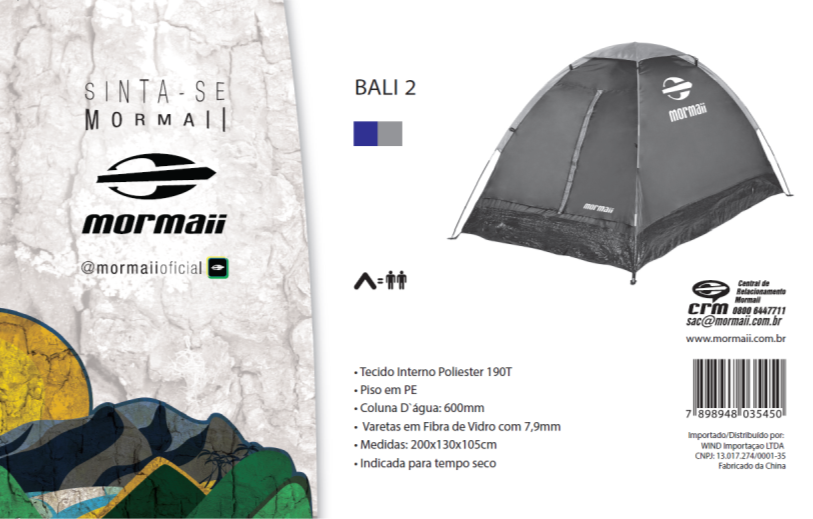 SINTA-SE
MORMAII
mormaii
@mormaiioficial
BALI 2
mormaii
mormaii
=
Central de
Relacionamento
Mormaii
crm 0800 6447711
sac@mormaii.com.br
www.mormaii.com.br
• Tecido Interno Poliester 190T
• Piso em PE
• Coluna D`água: 600mm
• Varetas em Fibra de Vidro com 7,9mm
• Medidas: 200x130x105cm
• Indicada para tempo seco
7 898948 035450
Importado/Distribuído por:
WIND Importaçao LTDA
CNPJ: 13.017.274/0001-35
Fabricado da China